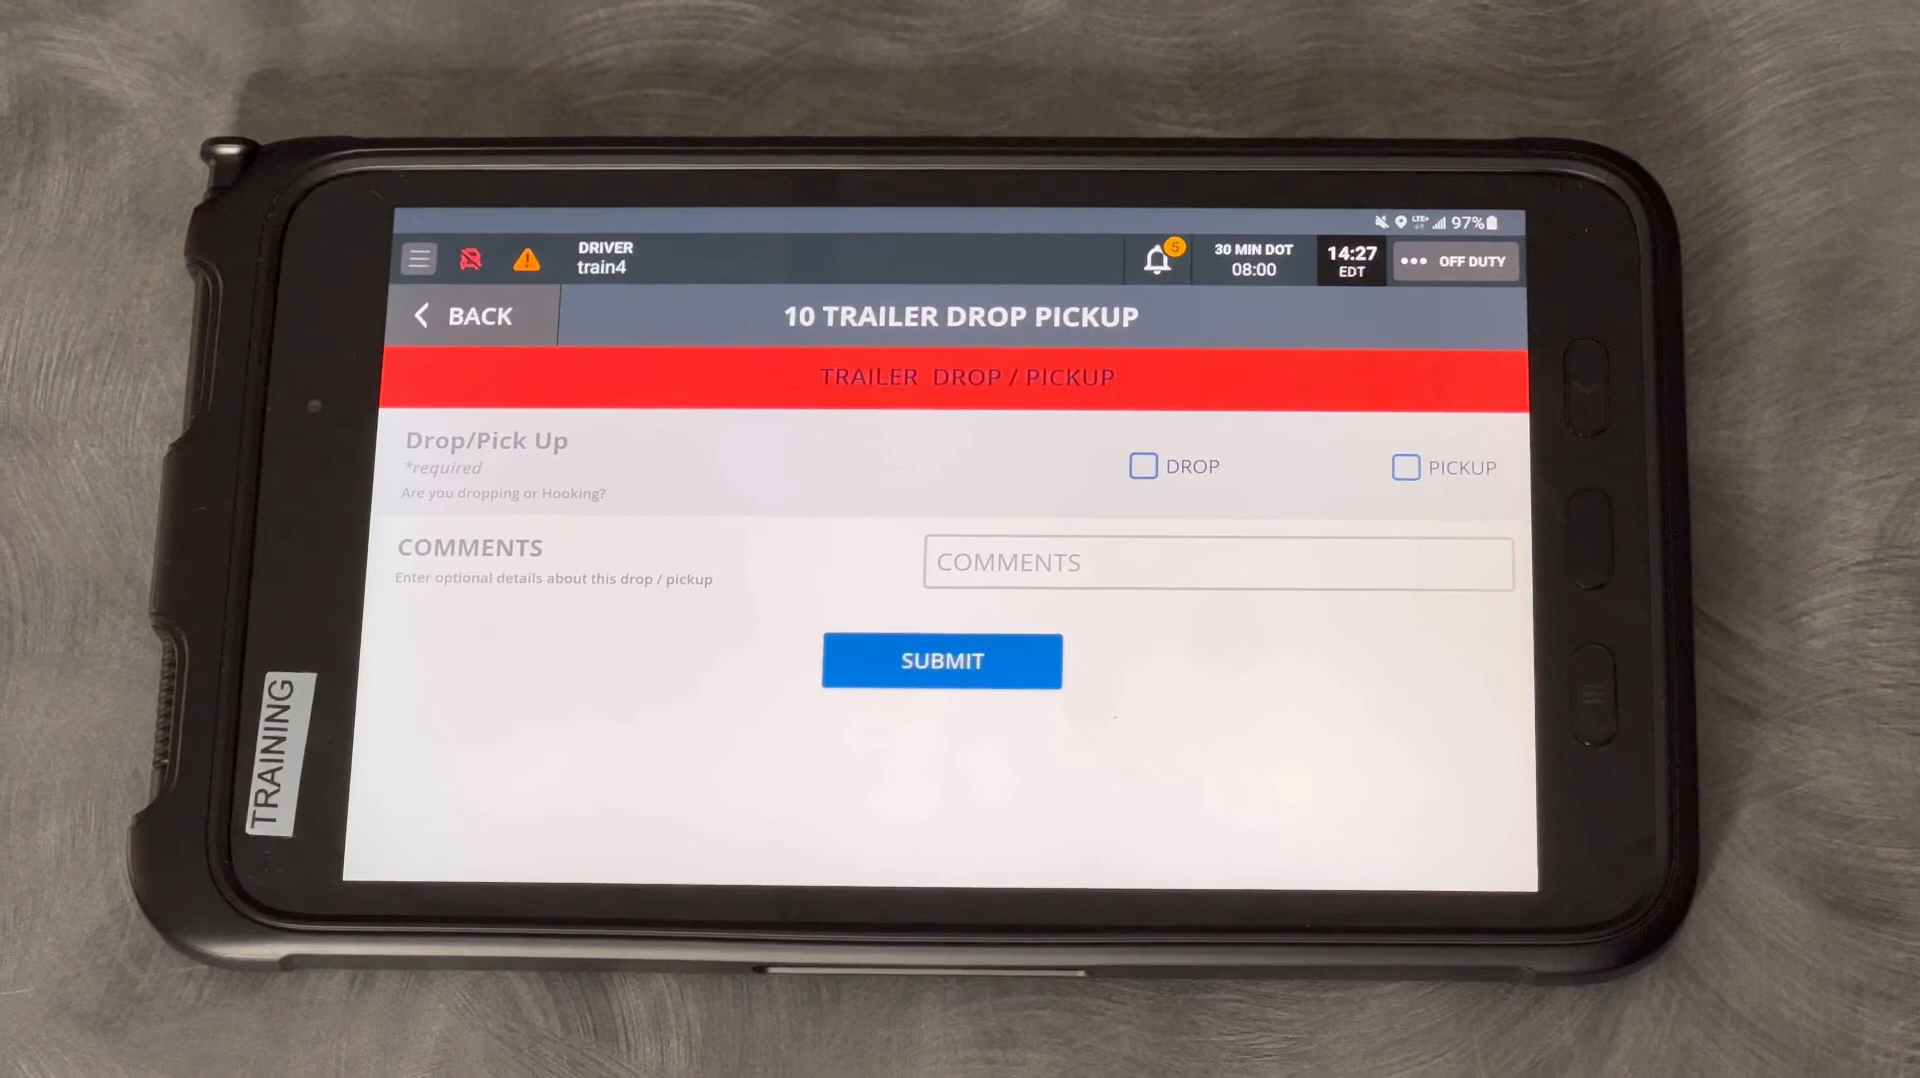 LTE+ 97%
DRIVER
train4
5
30 MIN DOT
08:00
14:27
EDT
OFF DUTY
BACK
10 TRAILER DROP PICKUP
TRAILER DROP / PICKUP
Drop/Pick Up
*required
Are you dropping or Hooking?
DROP
PICKUP
COMMENTS
Enter optional details about this drop / pickup
COMMENTS
SUBMIT
TRAINING